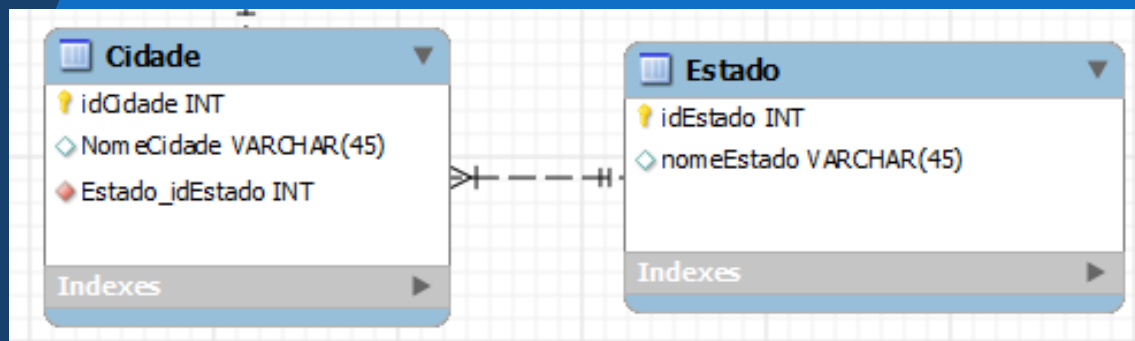 Cidade
idCidade INT
NomeCidade VARCHAR(45)
Estado_idEstado INT
Indexes
Estado
idEstado INT
nomeEstado VARCHAR(45)
Indexes